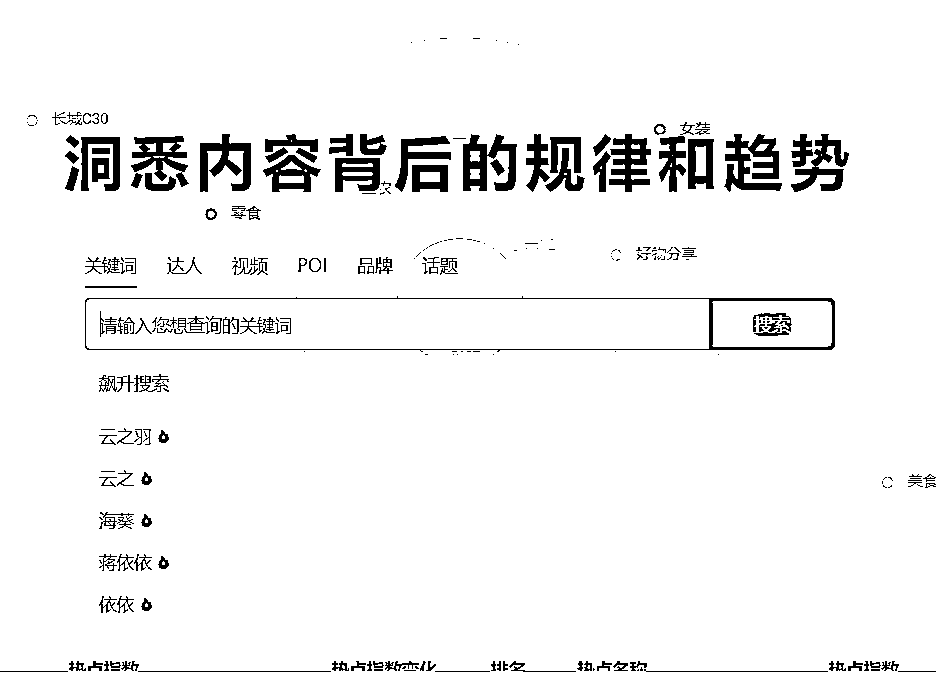 长域C30
女装
洞悉内容背后的规律和趋势
零食
好物分享
关键词 达人 视频 POI 品牌 话题
请输入您想查询的关键词 搜索
飙升搜索
云之羽
云之
美食
海葵
蒋依依
依依
热点指数 热点指数变化 排名 热点名称 热点指数